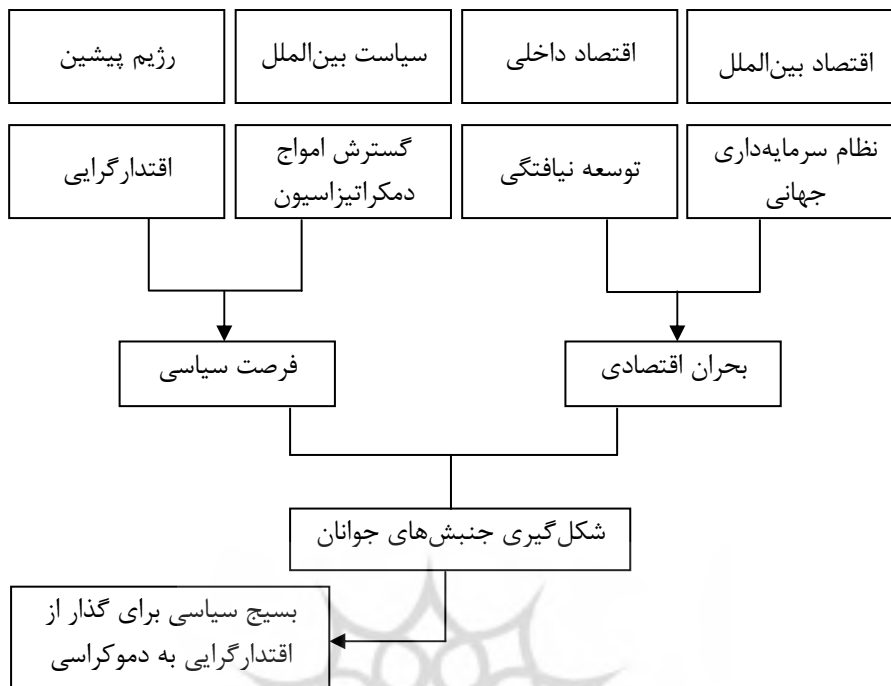 اقتصاد بین‌الملل
اقتصاد داخلی
سیاست بین‌الملل
رژیم پیشین
نظام سرمایه‌داری
جهانی
توسعه نیافتگی
گسترش امواج
دمکراتیزاسیون
اقتدارگرایی
بحران اقتصادی
فرصت سیاسی
شکل‌گیری جنبش‌های جوانان
بسیج سیاسی برای گذار از
اقتدارگرایی به دموکراسی